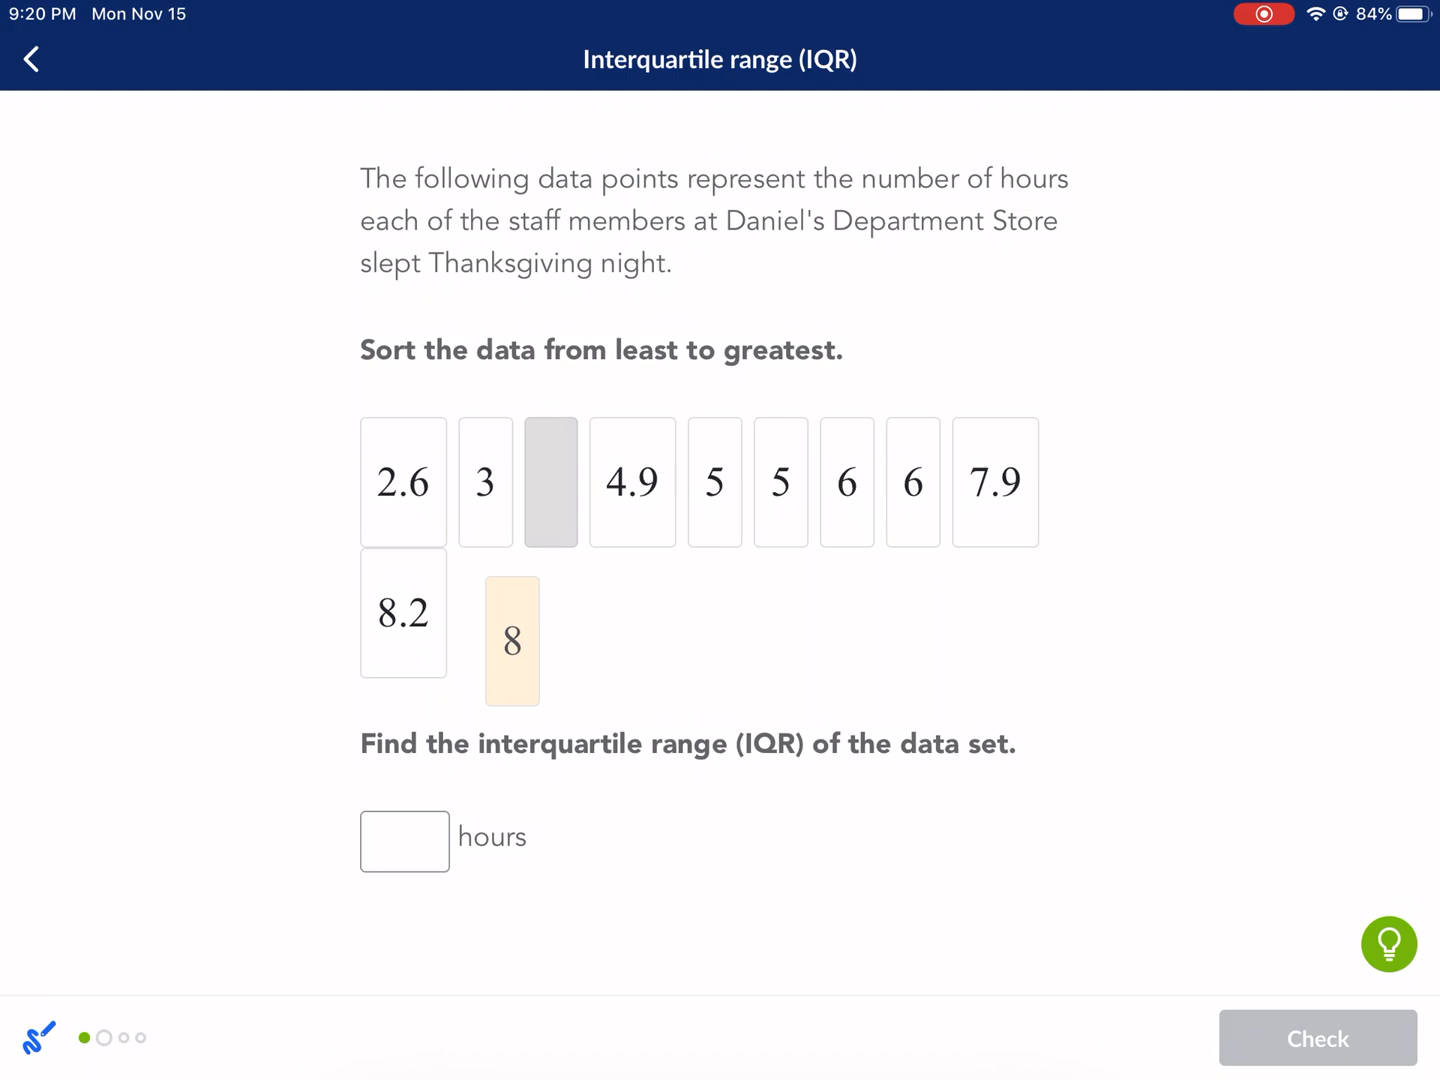 9:20 PM Mon Nov 15
84%
Interquartile range (IQR)
The following data points represent the number of hours
each of the staff members at Daniel's Department Store
slept Thanksgiving night.
Sort the data from least to greatest.
2.6 3 4.9 5 5 6 6 7.9
8.2 8
Find the interquartile range (IQR) of the data set.
hours
Check